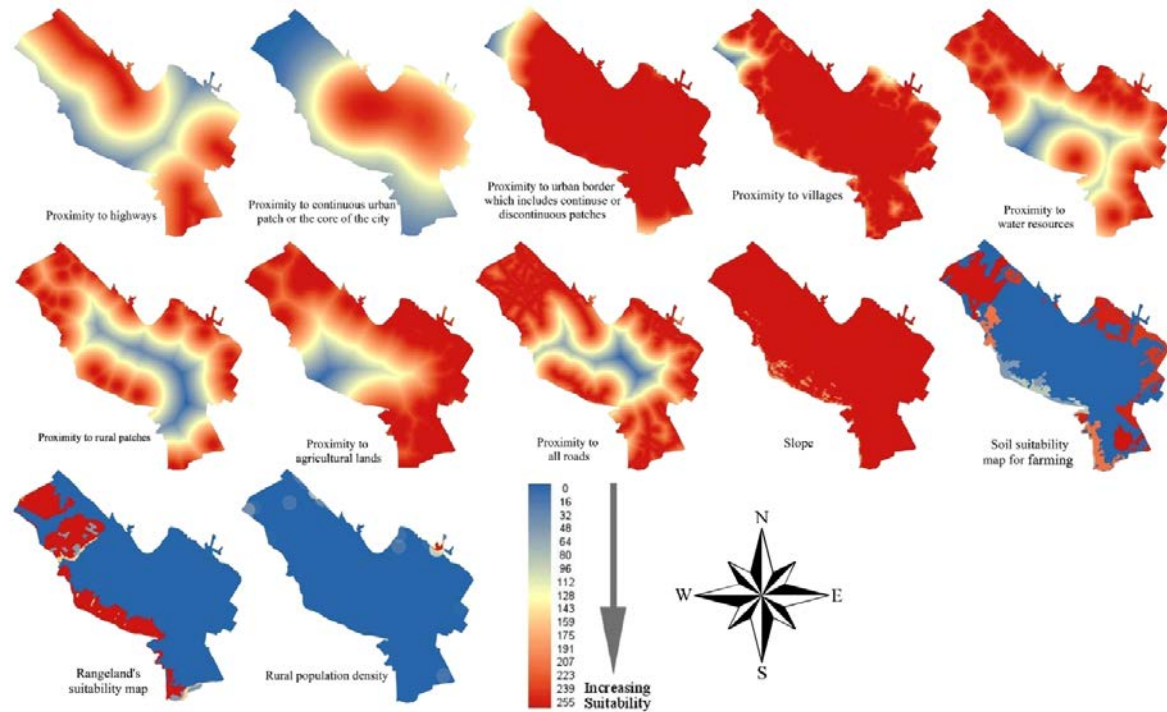 Proximity to highways
Proximity to continuous urban
patch or the core of the city
Proximity to urban border
which includes continuse or
discontinuous patches
Proximity to villages
Proximity to
water resources
Proximity to rural patches
Proximity to
agricultural lands
Proximity to
all roads
Slope
Soil suitability
map for farming
Rangeland's
suitability map
Rural population density
0
16
32
48
64
80
96
112
128
143
159
175
191
207
223
239
255
Increasing
Suitability
N
W
E
S